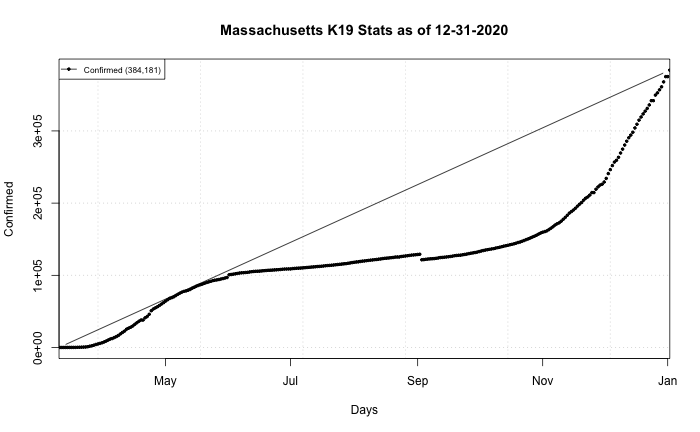 Massachusetts K19 Stats as of 12-31-2020
Confirmed (384,181)
Confirmed
3e+05
2e+05
1e+05
0e+00
May Jul Sep Nov Jan
Days